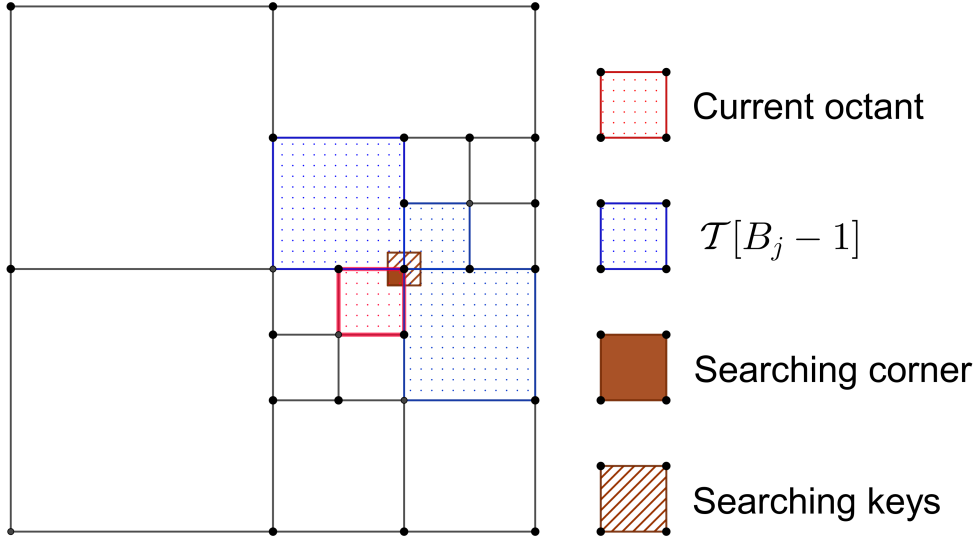 Current octant
𝒯[B_j − 1]
Searching corner
Searching keys